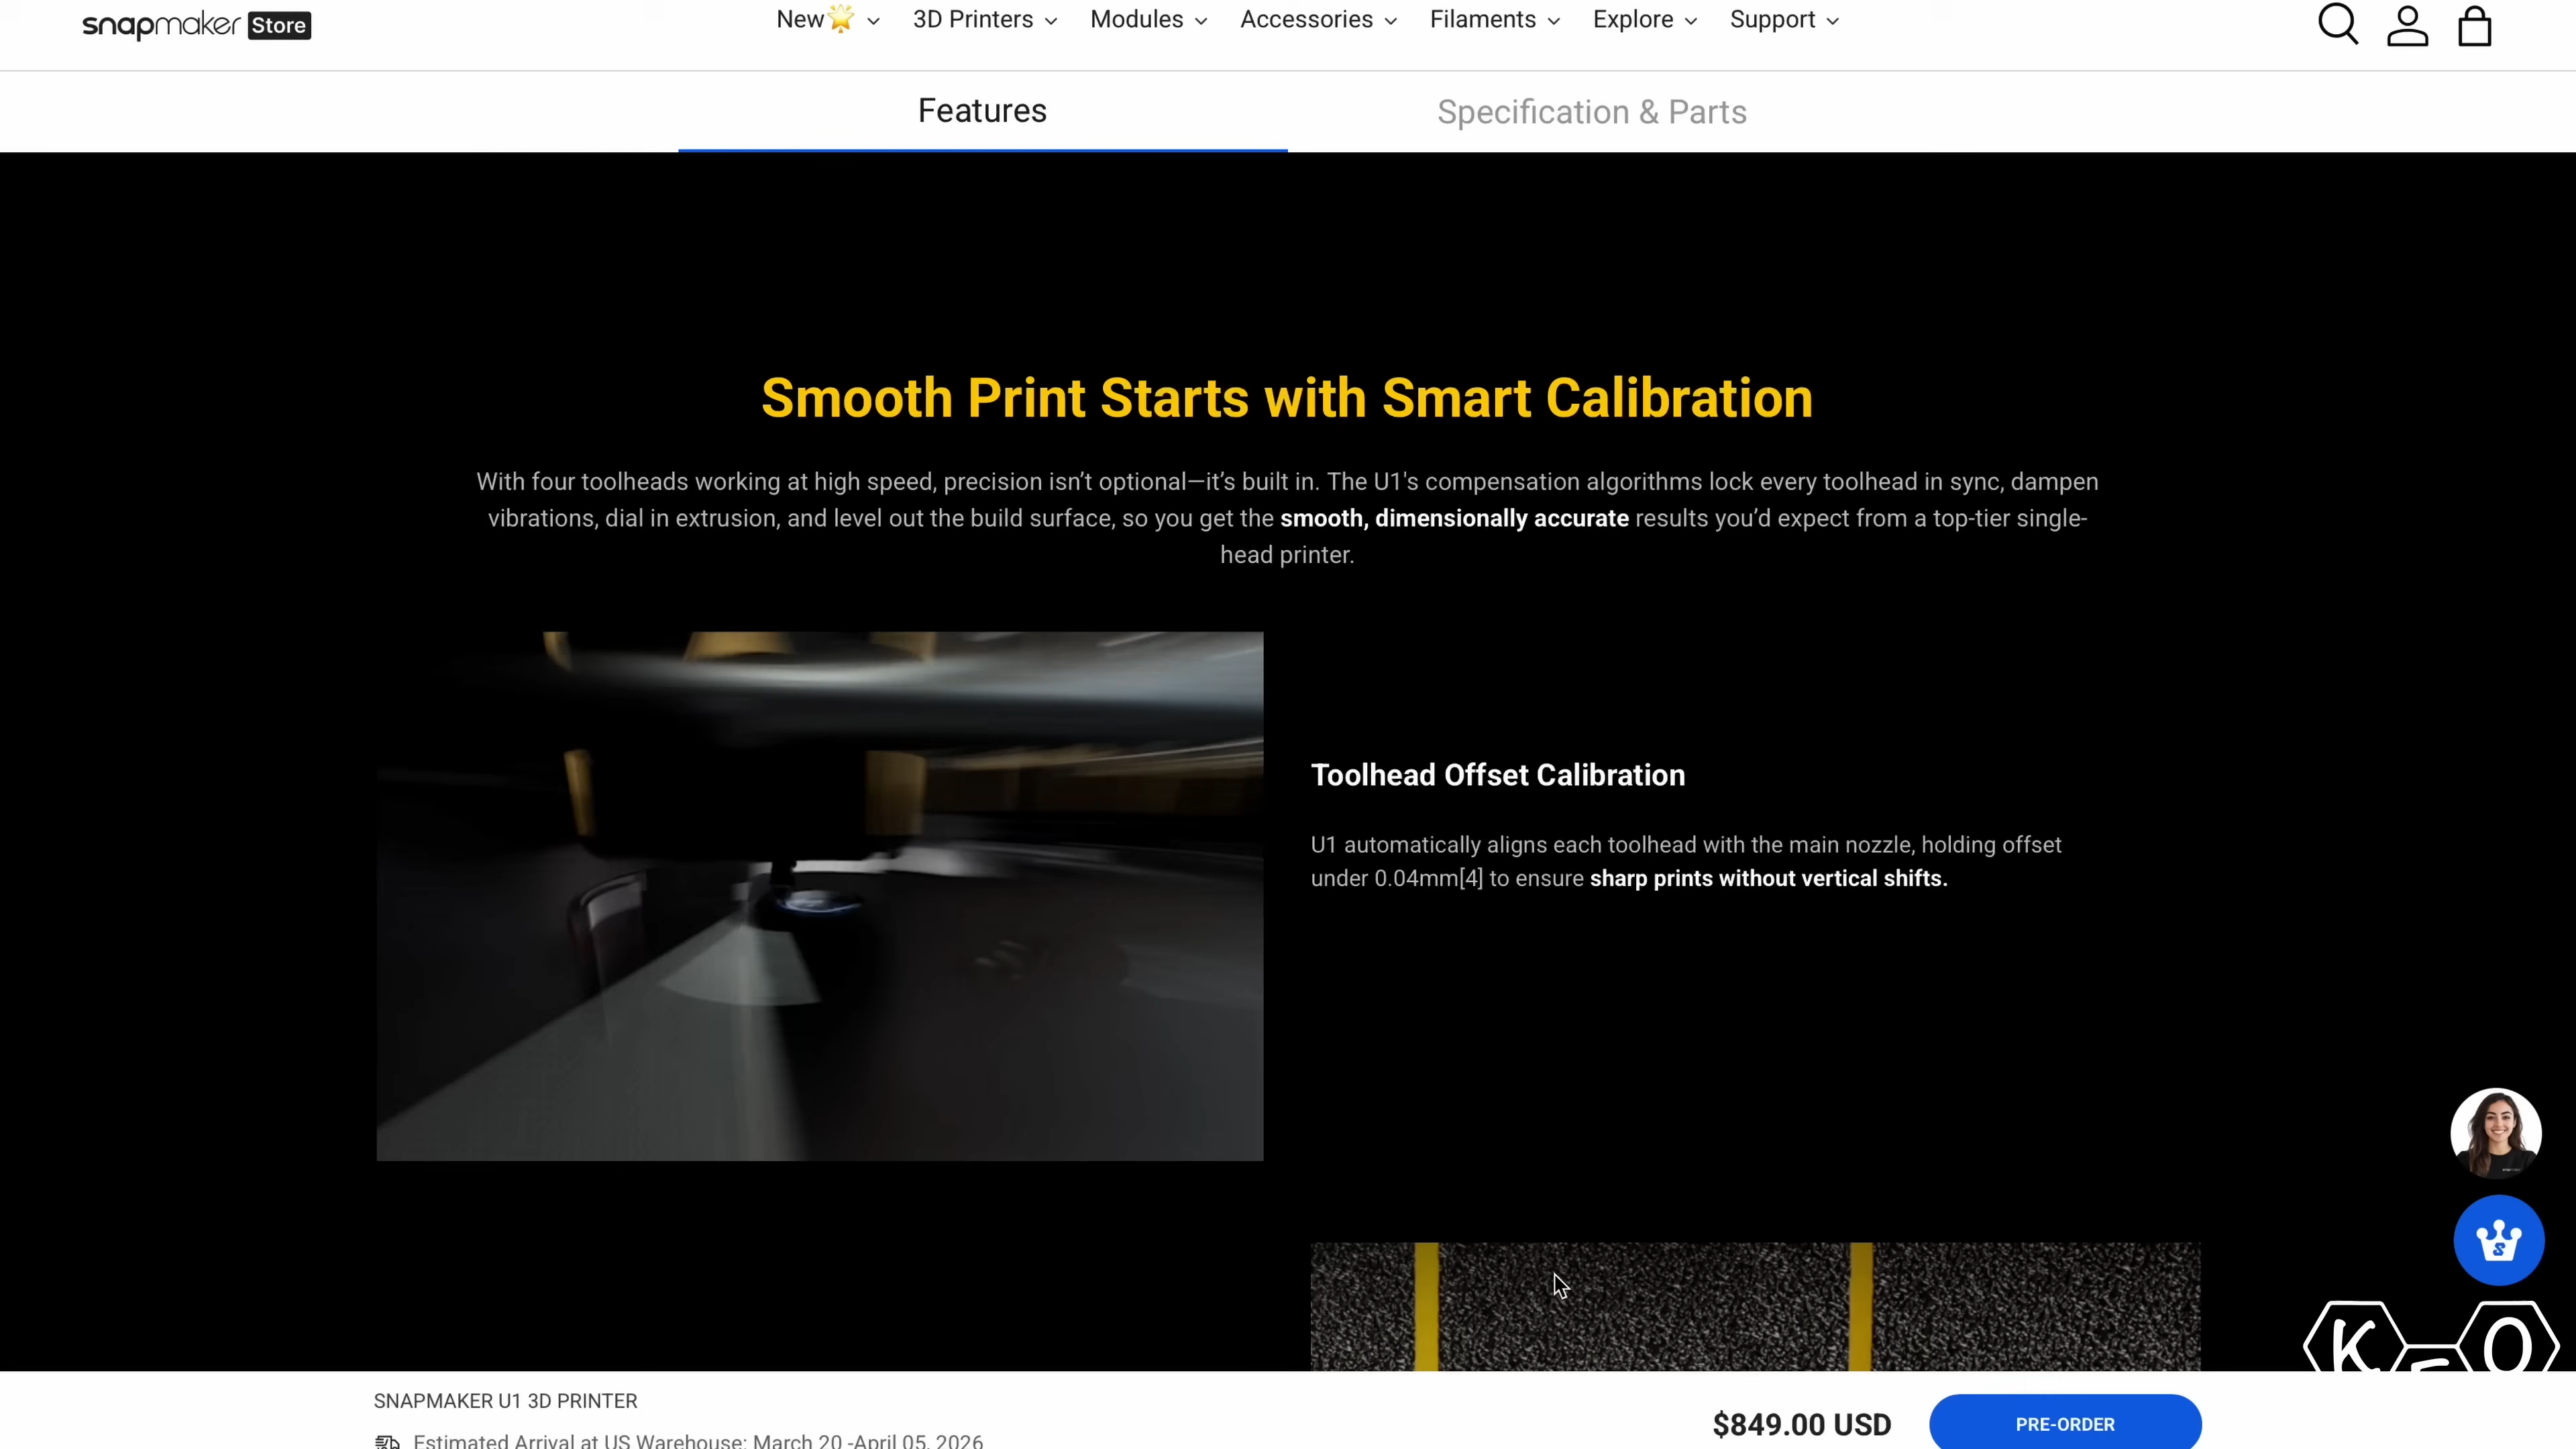 snapmaker Store
New🌟 3D Printers Modules Accessories Filaments Explore Support
Features Specification & Parts
Smooth Print Starts with Smart Calibration
With four toolheads working at high speed, precision isn’t optional—it’s built in. The U1's compensation algorithms lock every toolhead in sync, dampen
vibrations, dial in extrusion, and level out the build surface, so you get the smooth, dimensionally accurate results you’d expect from a top-tier single-
head printer.
Toolhead Offset Calibration
U1 automatically aligns each toolhead with the main nozzle, holding offset
under 0.04mm[4] to ensure sharp prints without vertical shifts.
S
K O
SNAPMAKER U1 3D PRINTER
$849.00 USD PRE-ORDER
Estimated Arrival at US Warehouse: March 20 -April 05, 2026